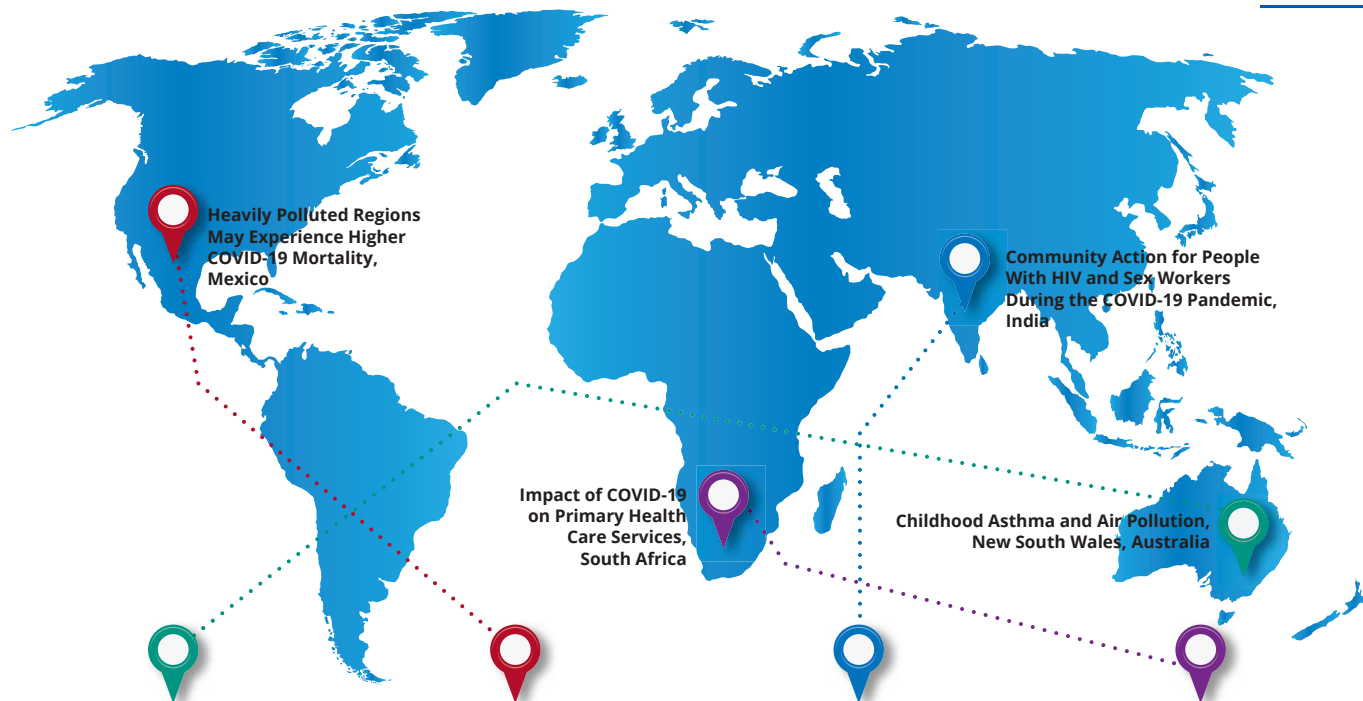 Heavily Polluted Regions
May Experience Higher
COVID-19 Mortality,
Mexico
Community Action for People
With HIV and Sex Workers
During the COVID-19 Pandemic,
India
Impact of COVID-19
on Primary Health
Care Services,
South Africa
Childhood Asthma and Air Pollution,
New South Wales, Australia